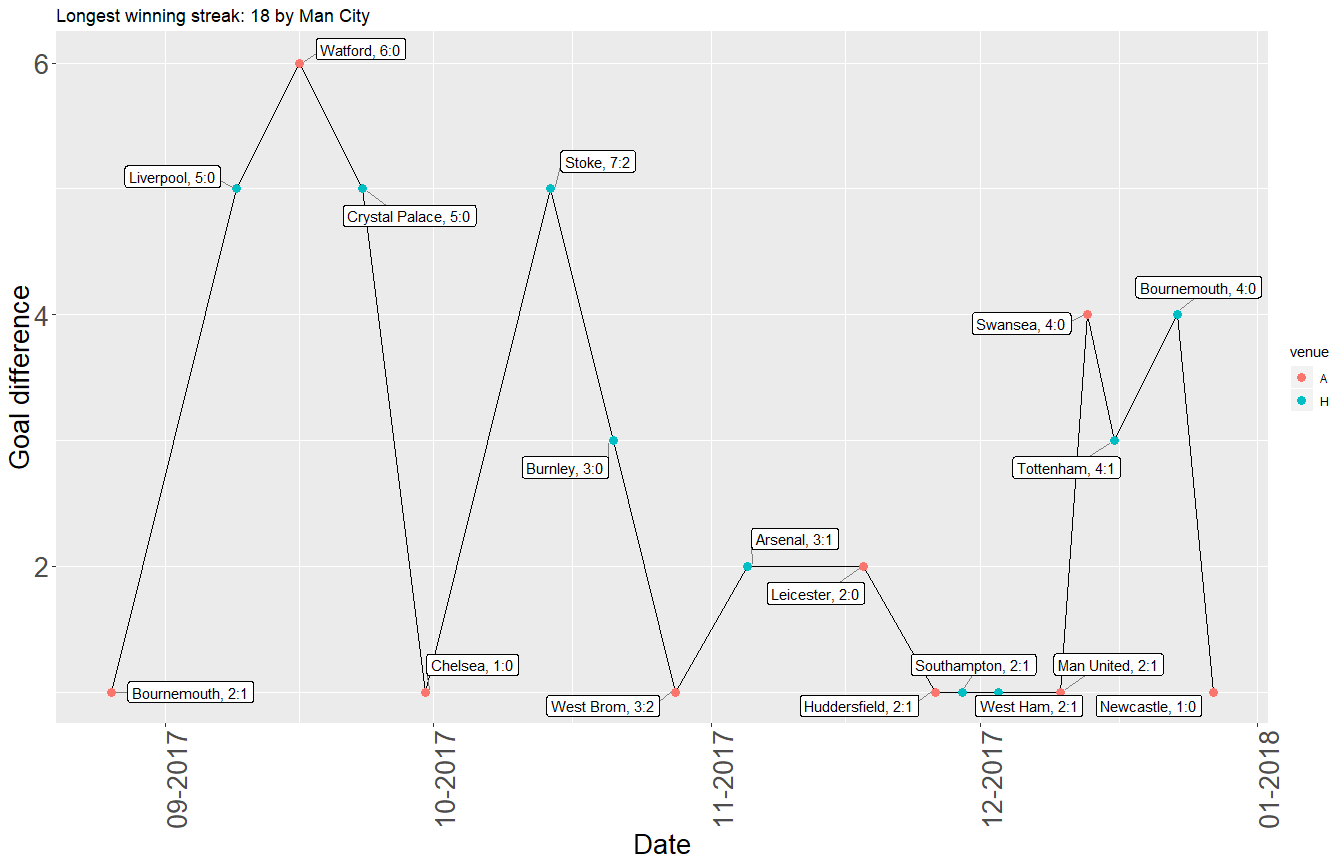 Longest winning streak: 18 by Man City
Goal difference
6
4
2
Watford, 6:0
Liverpool, 5:0
Stoke, 7:2
Crystal Palace, 5:0
Bournemouth, 4:0
Swansea, 4:0
Burnley, 3:0
Tottenham, 4:1
Arsenal, 3:1
Leicester, 2:0
Chelsea, 1:0
Southampton, 2:1
Man United, 2:1
Bournemouth, 2:1
West Brom, 3:2
Huddersfield, 2:1
West Ham, 2:1
Newcastle, 1:0
09-2017
10-2017
11-2017
12-2017
01-2018
Date
venue
A
H